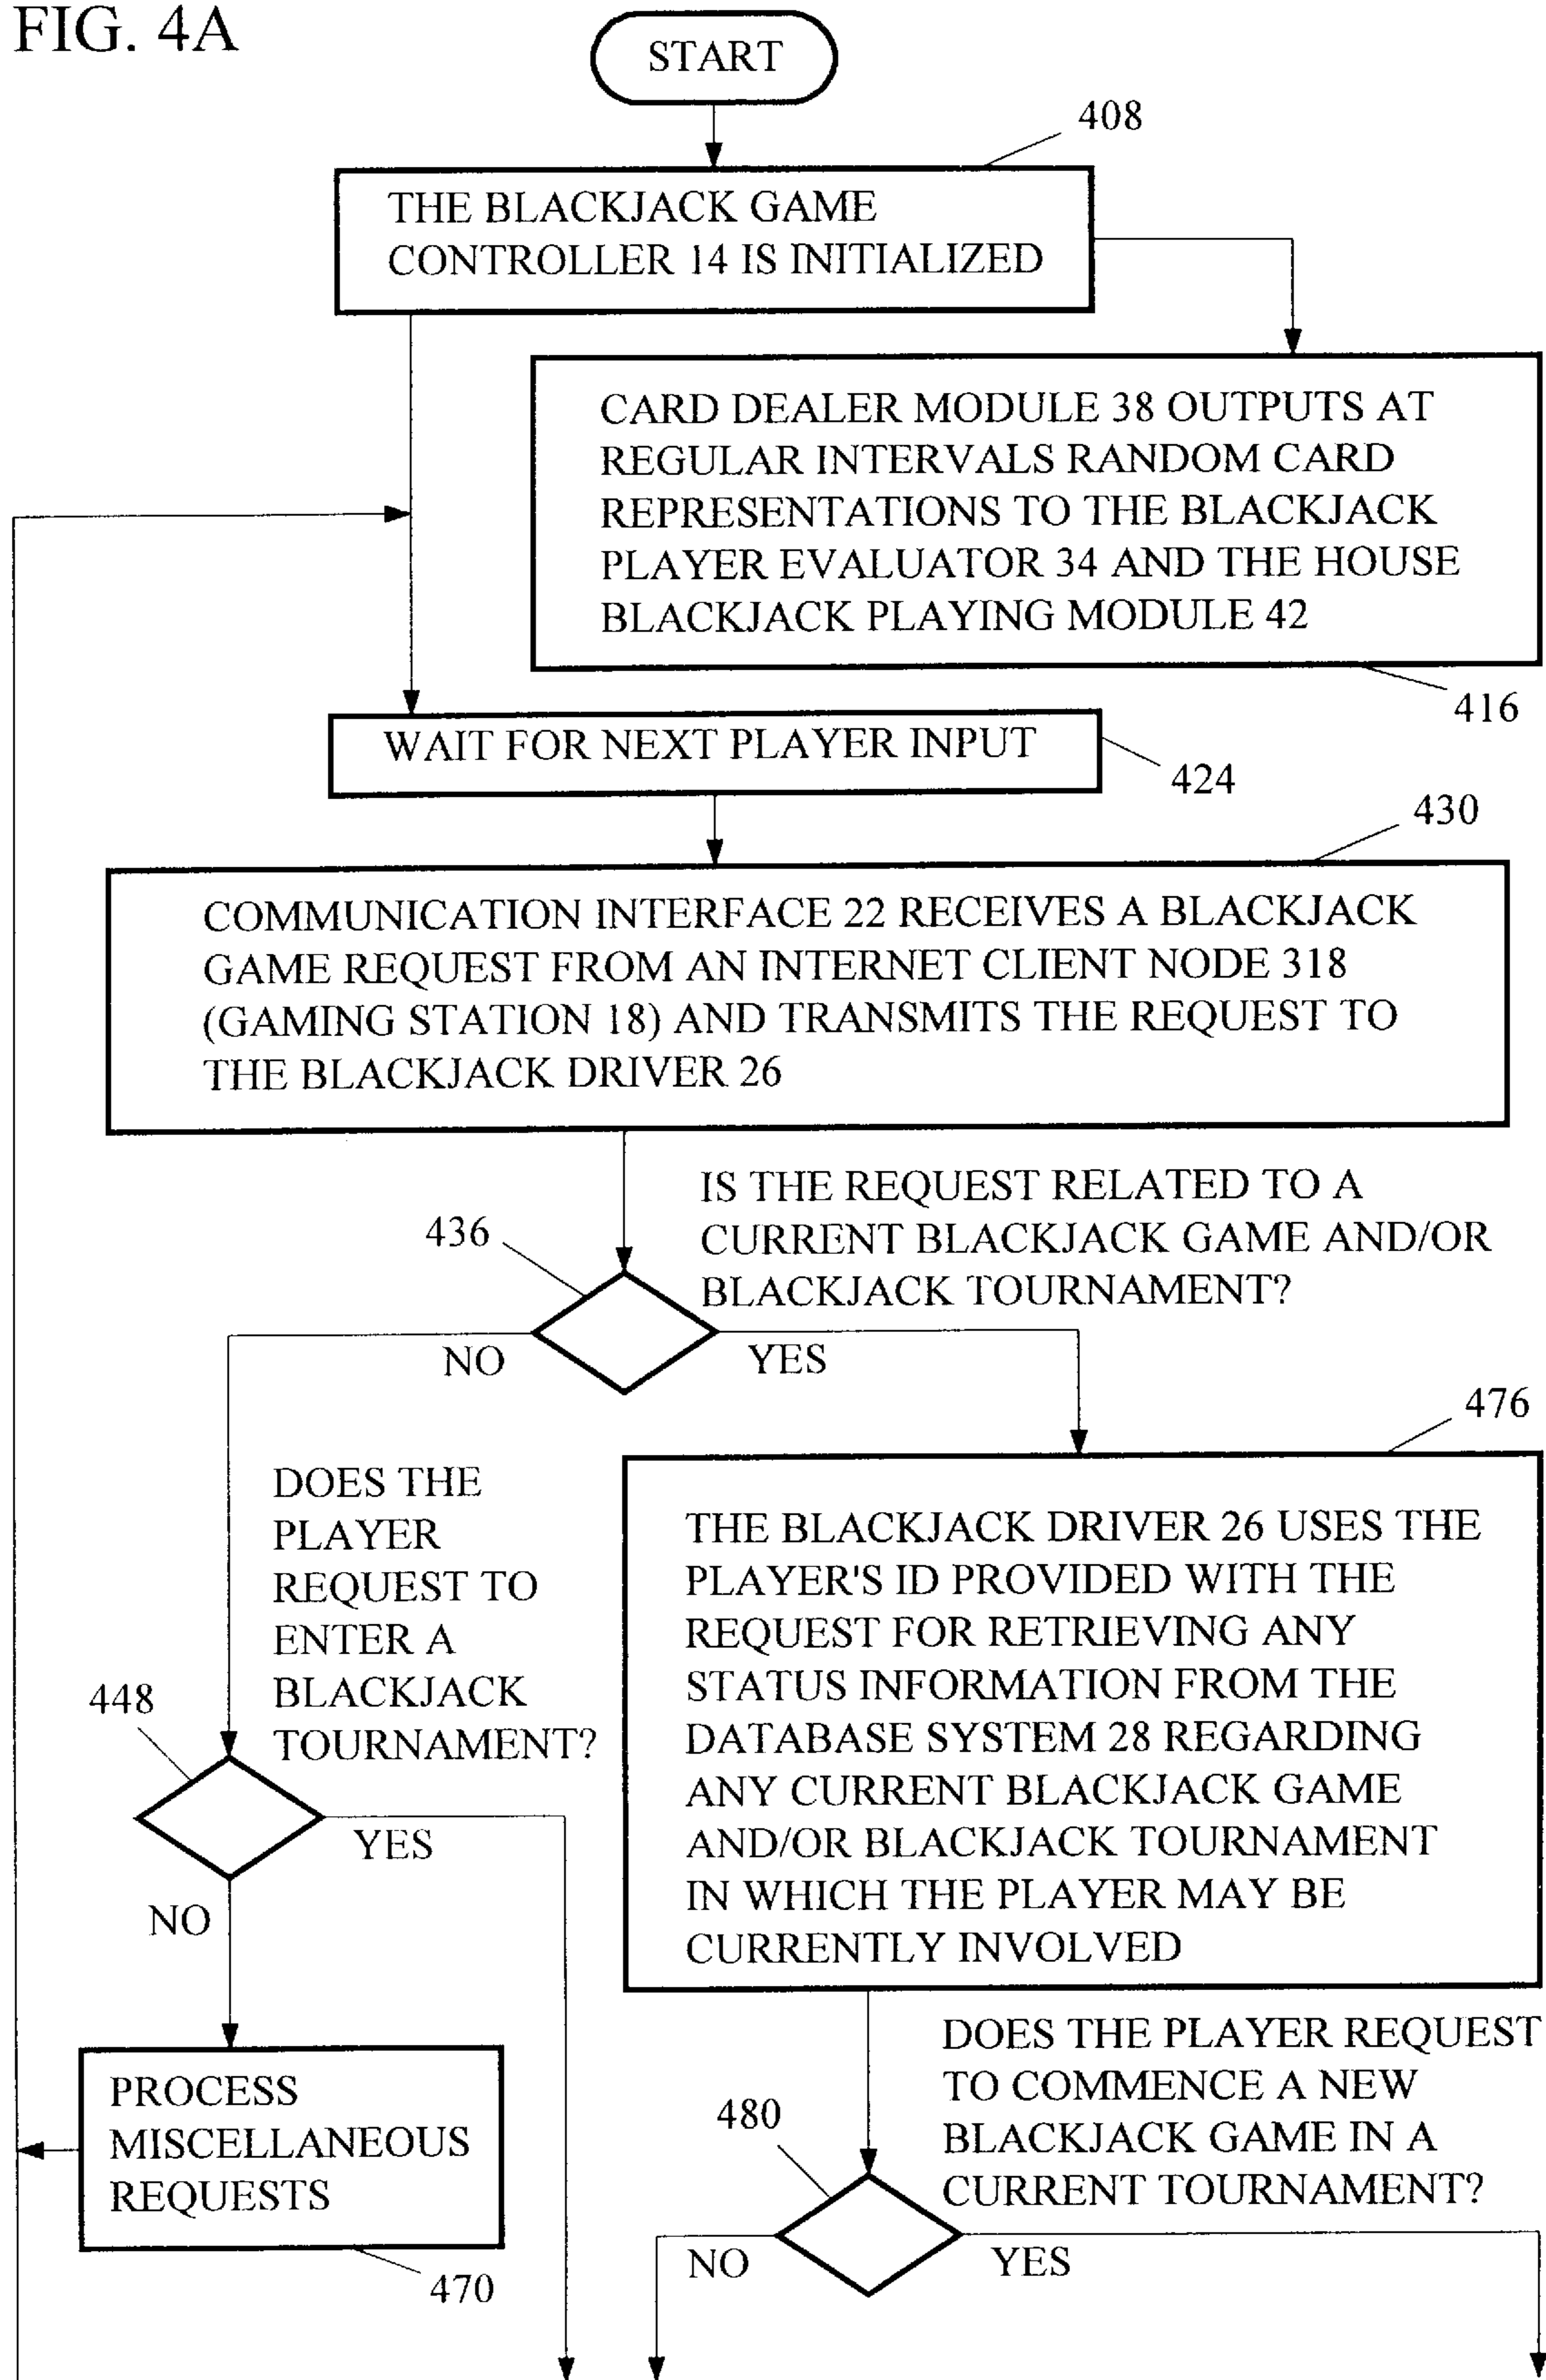 FIG. 4A
START
408
THE BLACKJACK GAME
CONTROLLER 14 IS INITIALIZED
CARD DEALER MODULE 38 OUTPUTS AT
REGULAR INTERVALS RANDOM CARD
REPRESENTATIONS TO THE BLACKJACK
PLAYER EVALUATOR 34 AND THE HOUSE
BLACKJACK PLAYING MODULE 42
416
WAIT FOR NEXT PLAYER INPUT
424
430
COMMUNICATION INTERFACE 22 RECEIVES A BLACKJACK
GAME REQUEST FROM AN INTERNET CLIENT NODE 318
(GAMING STATION 18) AND TRANSMITS THE REQUEST TO
THE BLACKJACK DRIVER 26
IS THE REQUEST RELATED TO A
CURRENT BLACKJACK GAME AND/OR
BLACKJACK TOURNAMENT?
436
NO
YES
DOES THE
PLAYER
REQUEST TO
ENTER A
BLACKJACK
TOURNAMENT?
448
YES
NO
PROCESS
MISCELLANEOUS
REQUESTS
470
476
THE BLACKJACK DRIVER 26 USES THE
PLAYER'S ID PROVIDED WITH THE
REQUEST FOR RETRIEVING ANY
STATUS INFORMATION FROM THE
DATABASE SYSTEM 28 REGARDING
ANY CURRENT BLACKJACK GAME
AND/OR BLACKJACK TOURNAMENT
IN WHICH THE PLAYER MAY BE
CURRENTLY INVOLVED
DOES THE PLAYER REQUEST
TO COMMENCE A NEW
BLACKJACK GAME IN A
CURRENT TOURNAMENT?
480
NO
YES